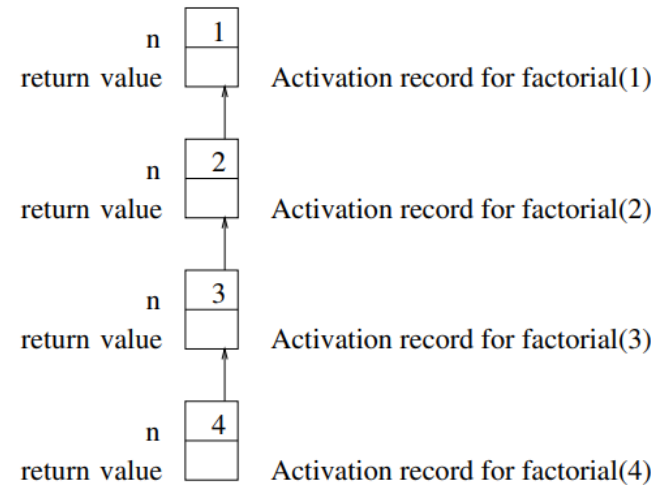 n 1
return value Activation record for factorial(1)
n 2
return value Activation record for factorial(2)
n 3
return value Activation record for factorial(3)
n 4
return value Activation record for factorial(4)